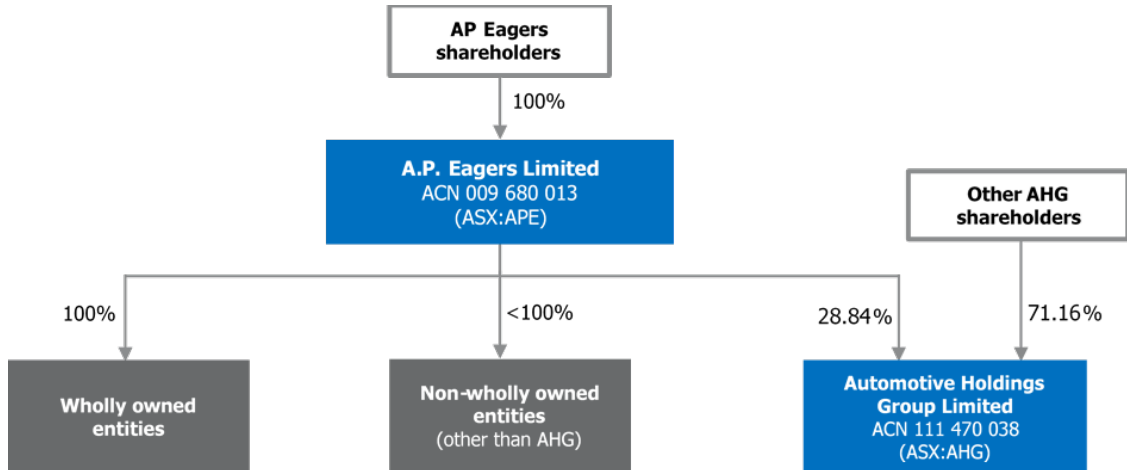 AP Eagers
shareholders
100%
A.P. Eagers Limited
ACN 009 680 013
(ASX:APE)
Other AHG
shareholders
100%
<100%
28.84%
71.16%
Wholly owned
entities
Non-wholly owned
entities
(other than AHG)
Automotive Holdings
Group Limited
ACN 111 470 038
(ASX:AHG)